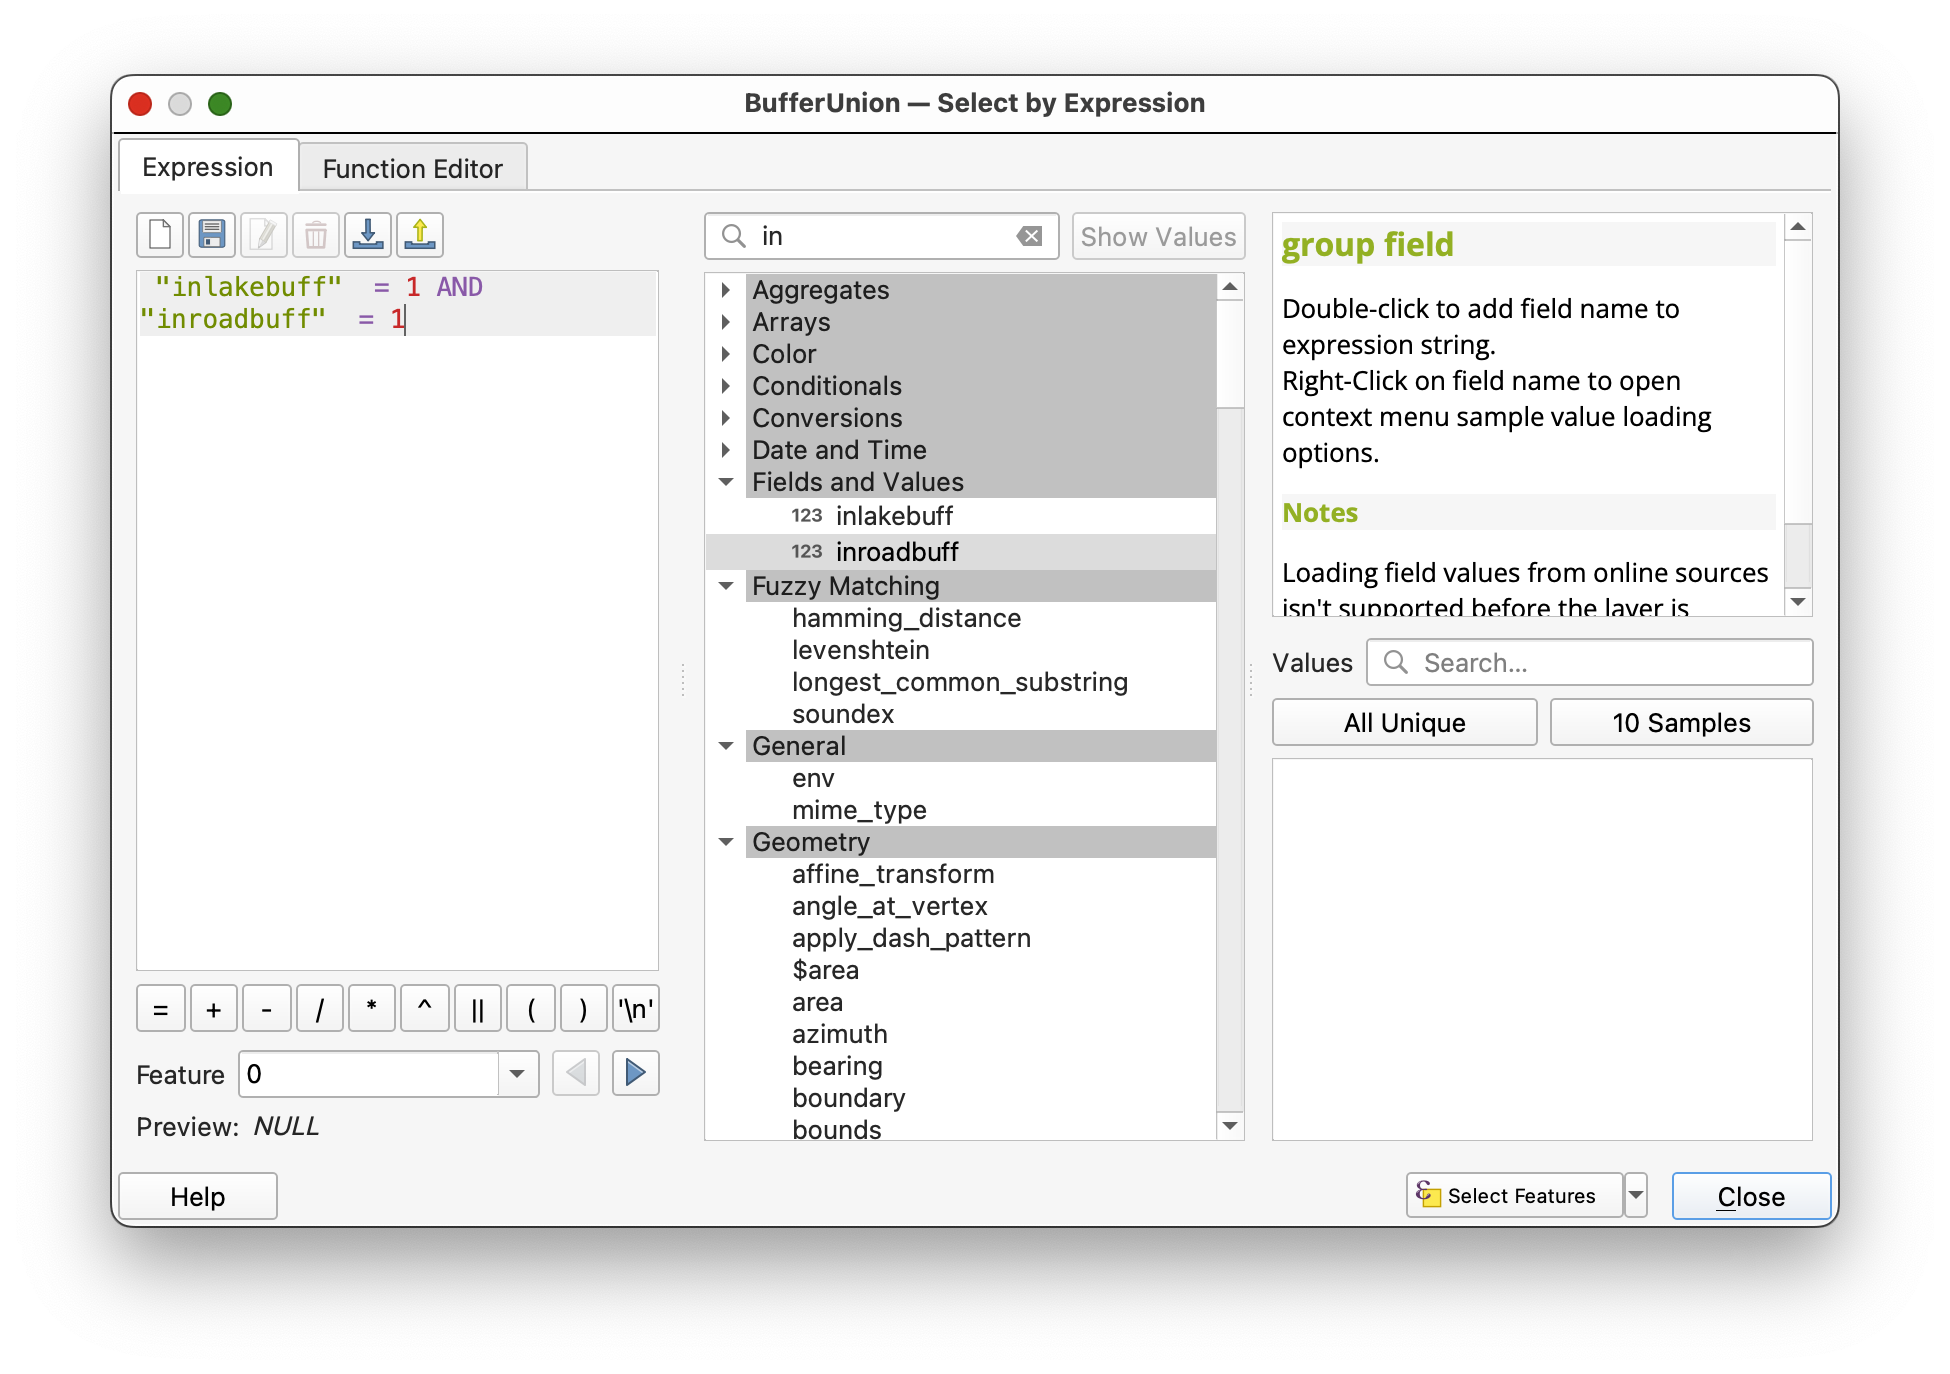 BufferUnion — Select by Expression
Expression
Function Editor
"inlakebuff"  = 1 AND
"inroadbuff"  = 1
= + - / * ^ || ( ) '\n'
Feature 0
Preview: NULL
in
Show Values
Aggregates
Arrays
Color
Conditionals
Conversions
Date and Time
Fields and Values
123 inlakebuff
123 inroadbuff
Fuzzy Matching
hamming_distance
levenshtein
longest_common_substring
soundex
General
env
mime_type
Geometry
affine_transform
angle_at_vertex
apply_dash_pattern
$area
area
azimuth
bearing
boundary
bounds
group field
Double-click to add field name to
expression string.
Right-Click on field name to open
context menu sample value loading
options.
Notes
Loading field values from online sources
isn't supported before the layer is
Values Search...
All Unique
10 Samples
Help
ε Select Features
Close